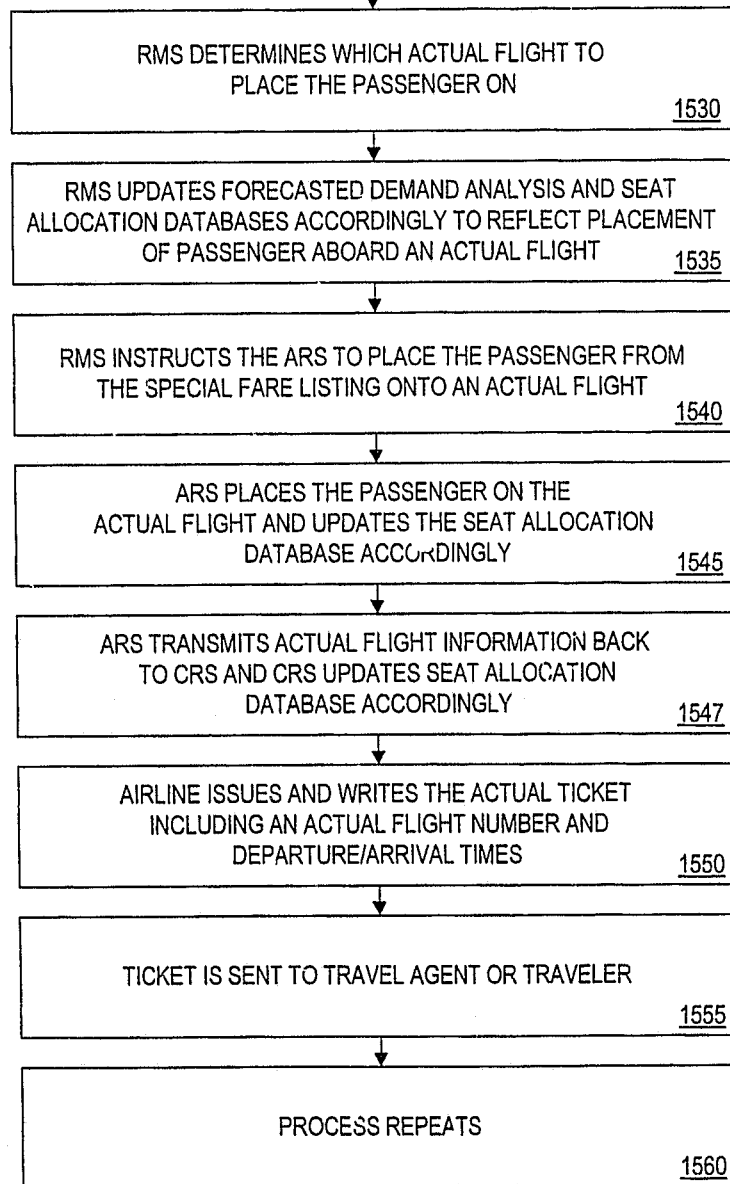 RMS DETERMINES WHICH ACTUAL FLIGHT TO
PLACE THE PASSENGER ON
1530
RMS UPDATES FORECASTED DEMAND ANALYSIS AND SEAT
ALLOCATION DATABASES ACCORDINGLY TO REFLECT PLACEMENT
OF PASSENGER ABOARD AN ACTUAL FLIGHT
1535
RMS INSTRUCTS THE ARS TO PLACE THE PASSENGER FROM
THE SPECIAL FARE LISTING ONTO AN ACTUAL FLIGHT
1540
ARS PLACES THE PASSENGER ON THE
ACTUAL FLIGHT AND UPDATES THE SEAT ALLOCATION
DATABASE ACCORDINGLY
1545
ARS TRANSMITS ACTUAL FLIGHT INFORMATION BACK
TO CRS AND CRS UPDATES SEAT ALLOCATION
DATABASE ACCORDINGLY
1547
AIRLINE ISSUES AND WRITES THE ACTUAL TICKET
INCLUDING AN ACTUAL FLIGHT NUMBER AND
DEPARTURE/ARRIVAL TIMES
1550
TICKET IS SENT TO TRAVEL AGENT OR TRAVELER
1555
PROCESS REPEATS
1560